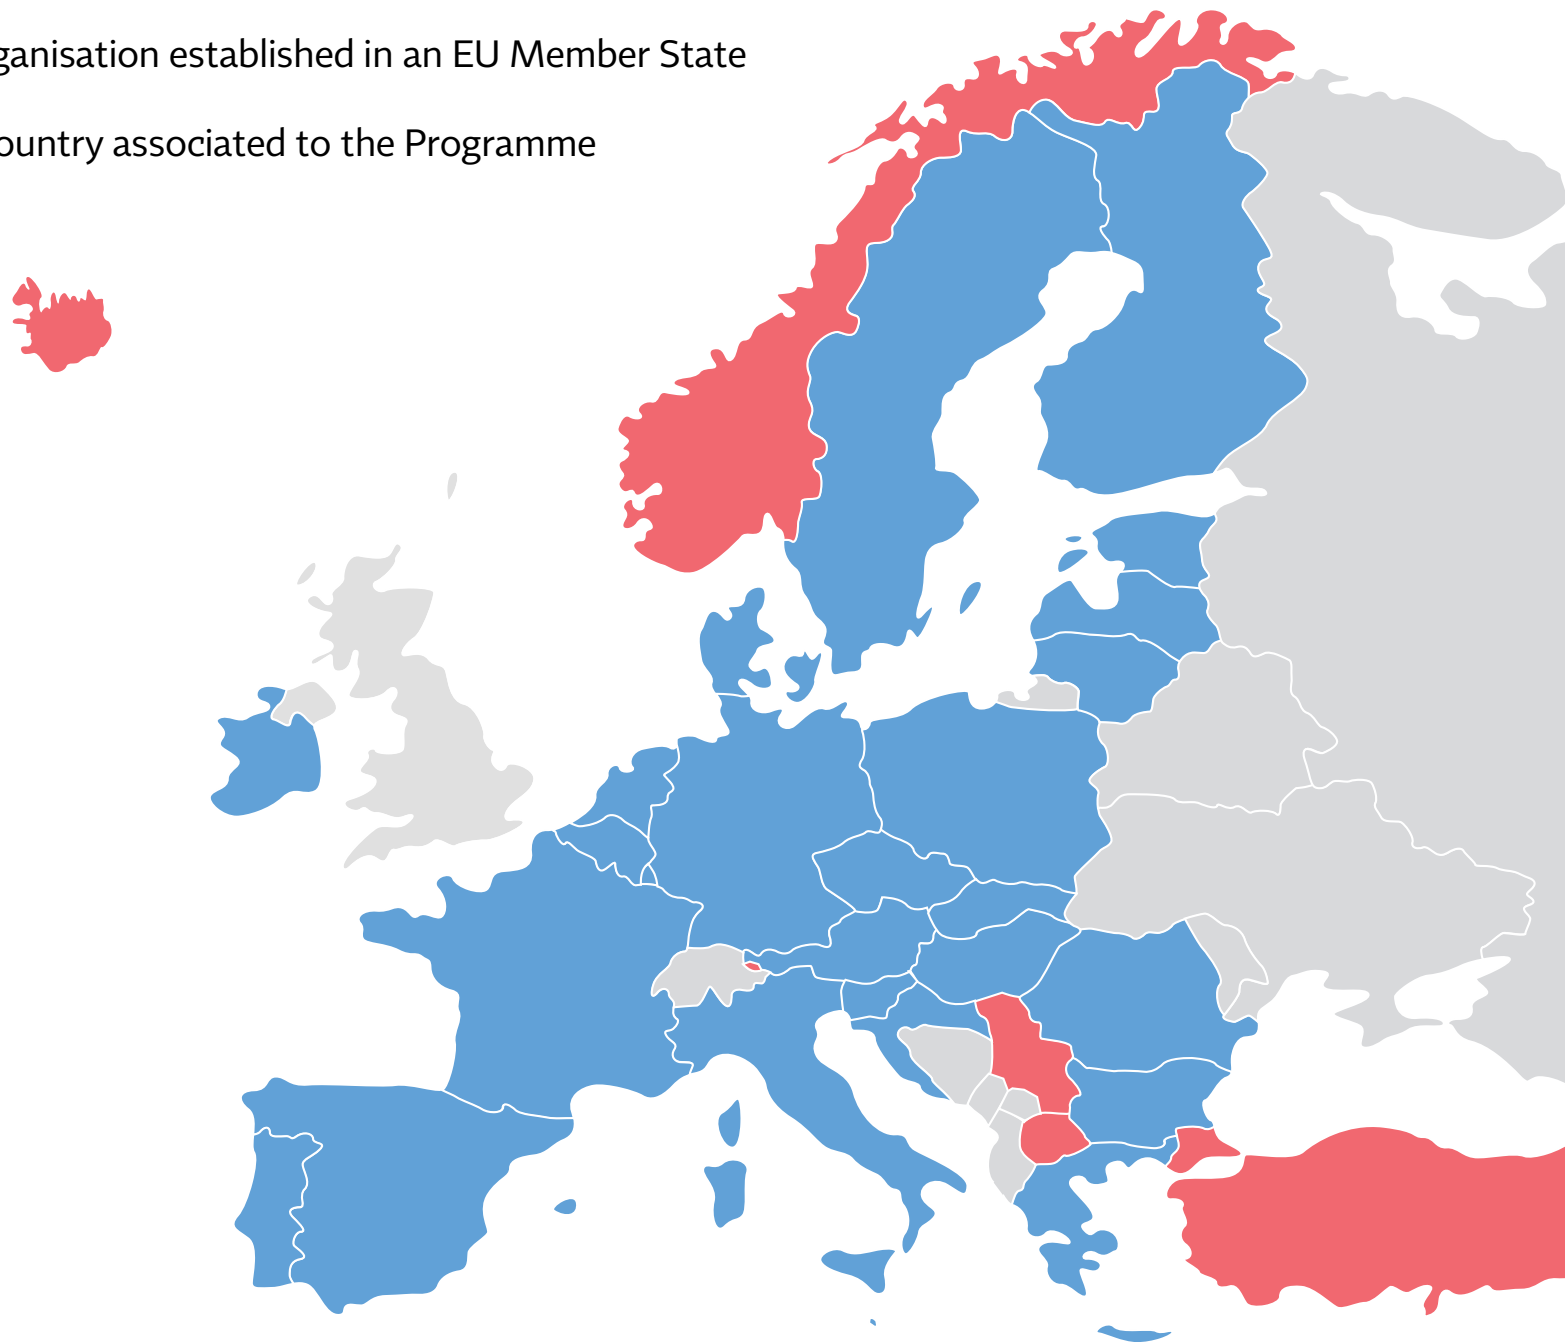 ganisation established in an EU Member State
ountry associated to the Programme